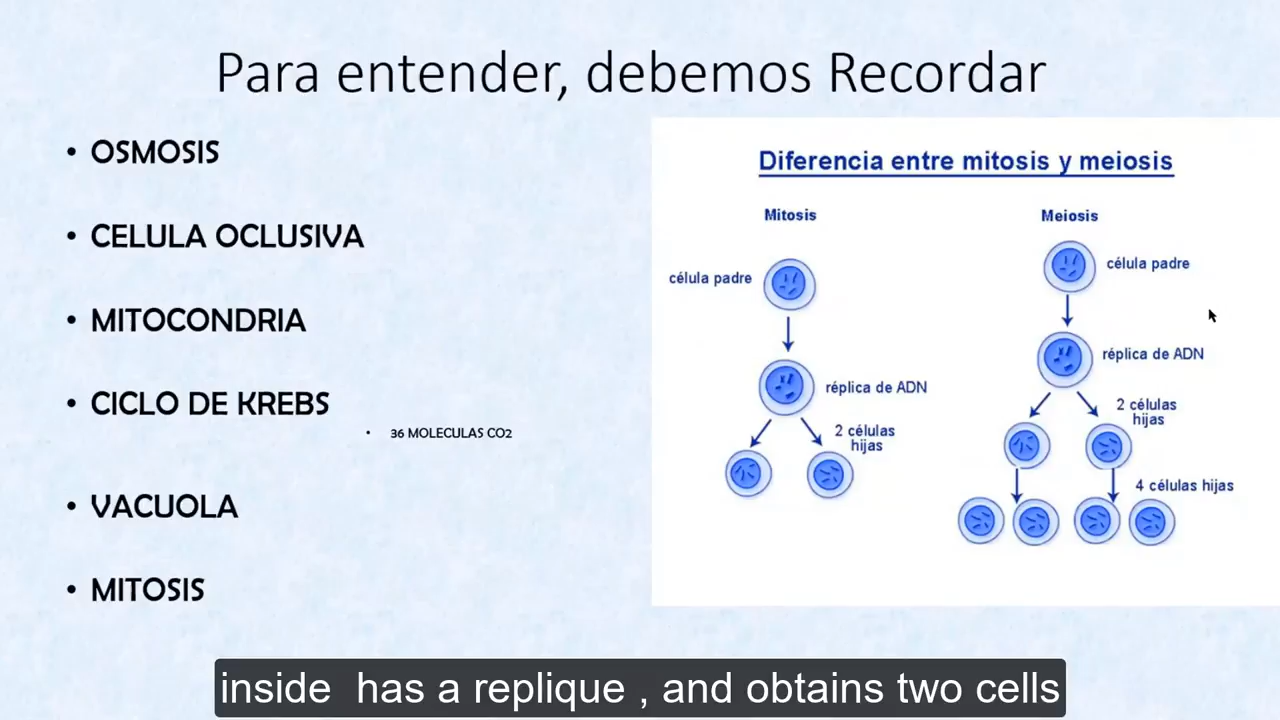 Para entender, debemos Recordar
• OSMOSIS
• CELULA OCLUSIVA
• MITOCONDRIA
• CICLO DE KREBS
• 36 MOLECULAS CO2
• VACUOLA
• MITOSIS
Diferencia entre mitosis y meiosis
Mitosis
célula padre
réplica de ADN
2 células
hijas
Meiosis
célula padre
réplica de ADN
2 células
hijas
4 células hijas
inside has a replique , and obtains two cells